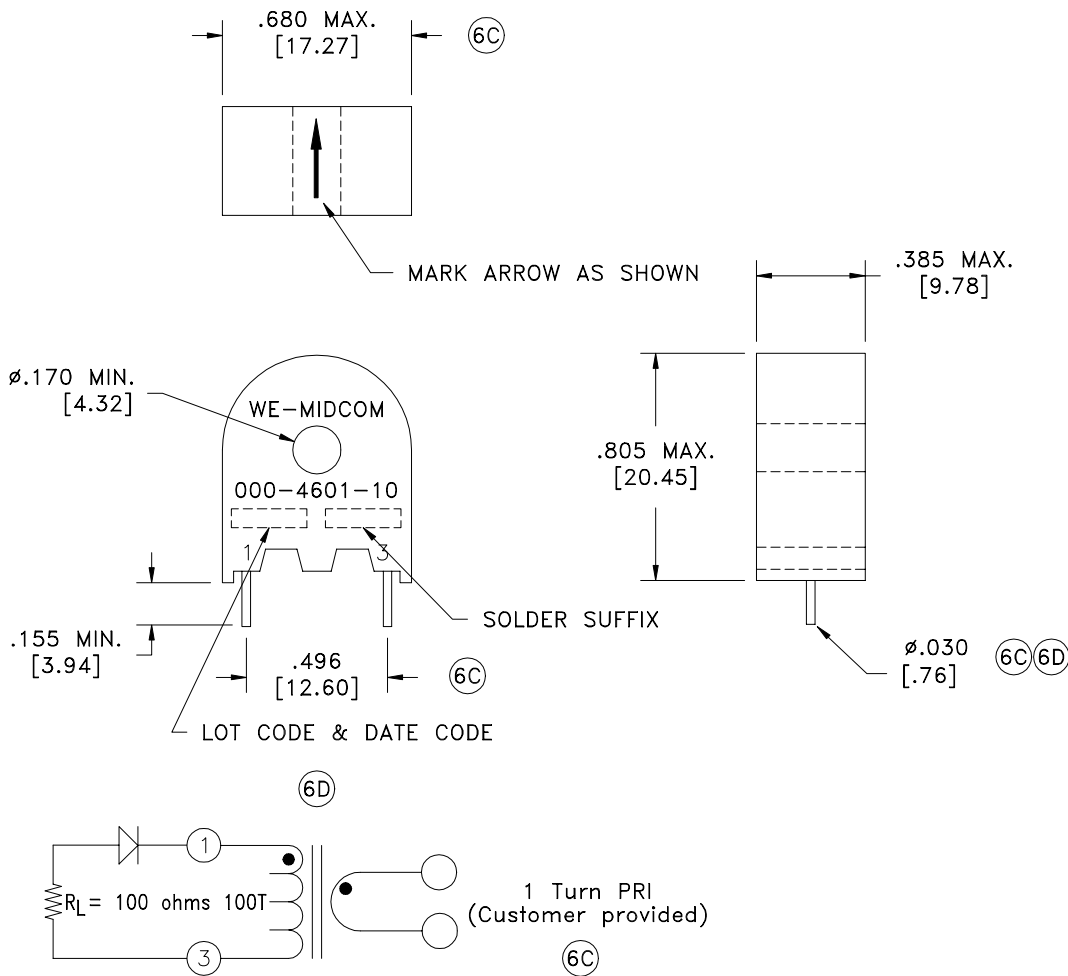 .680 MAX.
[17.27]
6C
MARK ARROW AS SHOWN
.385 MAX.
[9.78]
ø.170 MIN.
[4.32]
WE-MIDCOM
000-4601-10
1
3
.805 MAX.
[20.45]
SOLDER SUFFIX
.155 MIN.
[3.94]
.496
[12.60]
6C
ø.030
[.76]
6C 6D
LOT CODE & DATE CODE
6D
1
RL= 100 ohms 100T
3
1 Turn PRI
(Customer provided)
6C